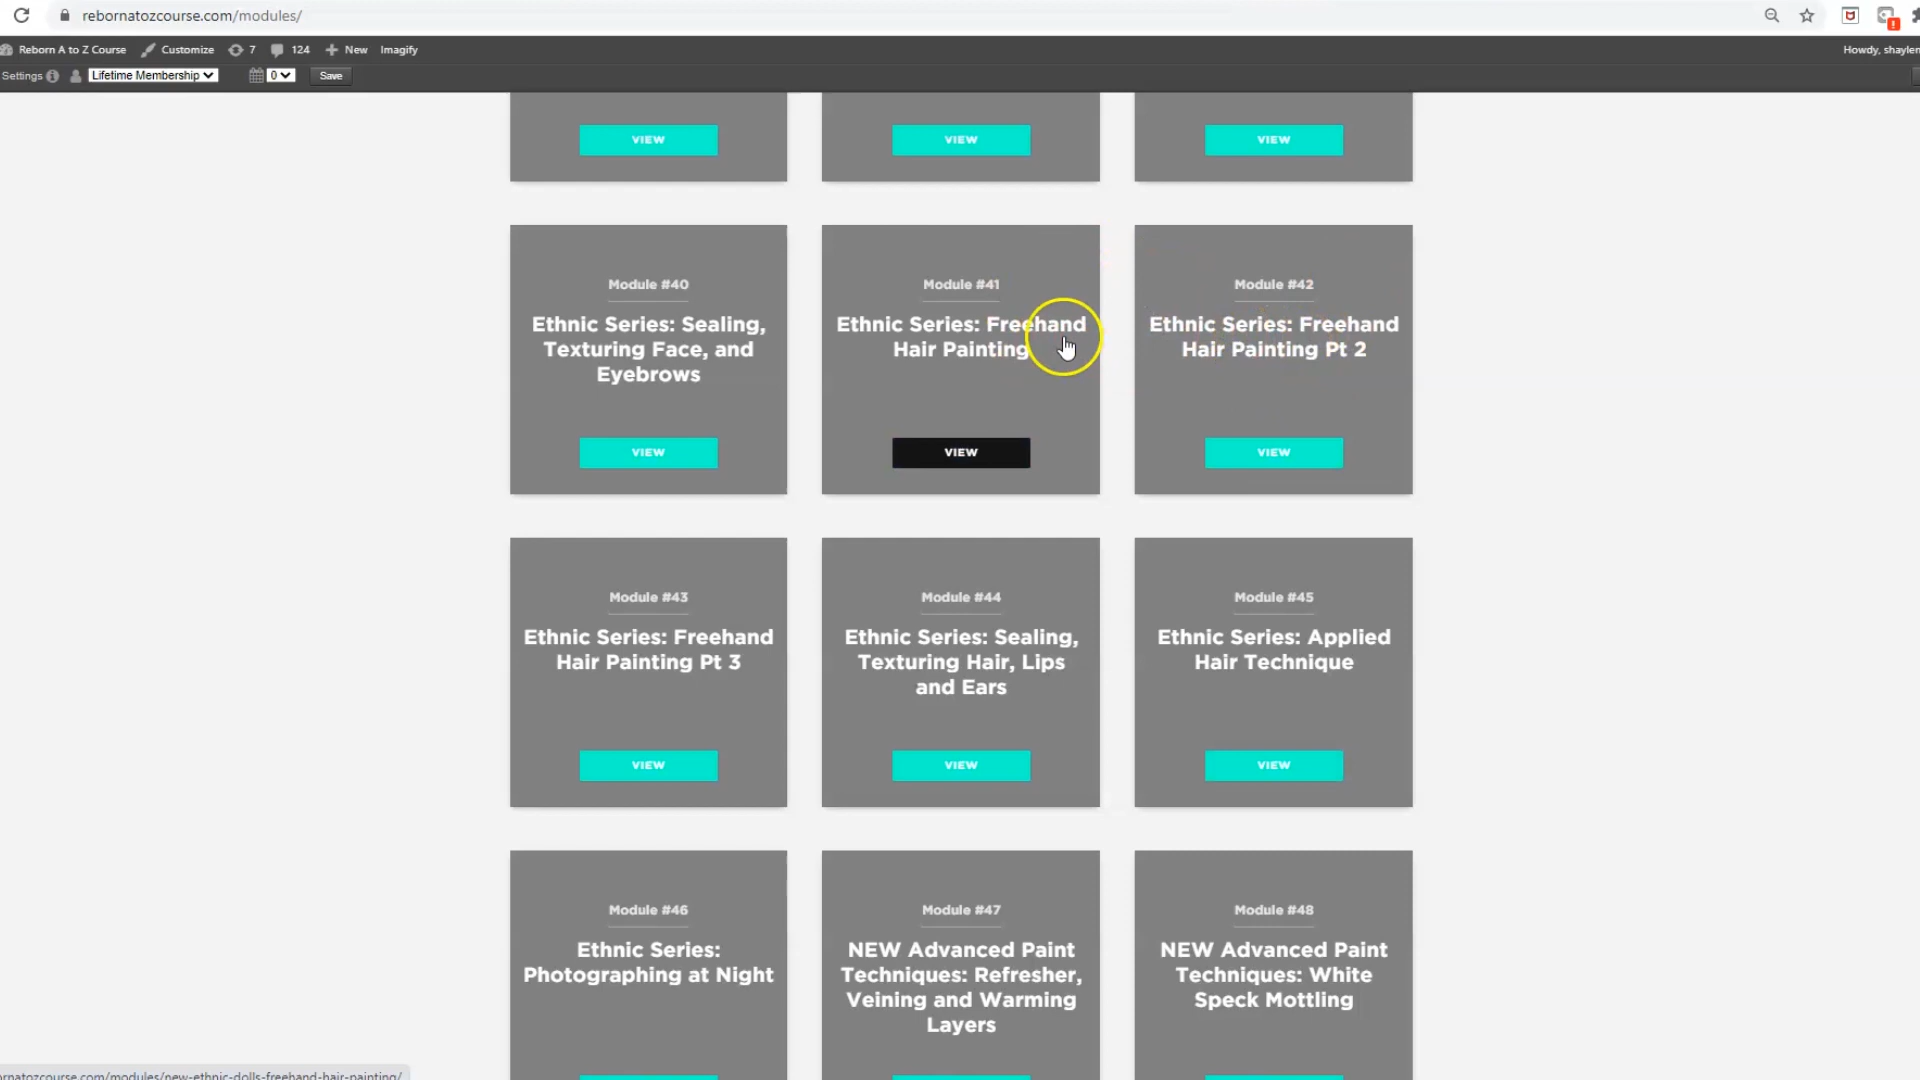 rebornatozcourse.com/modules/
Reborn A to Z Course Customize 7 124 New Imagify
Howdy, shaylen
Settings Lifetime Membership 0 Save
VIEW VIEW VIEW
Module #40
Ethnic Series: Sealing,
Texturing Face, and
Eyebrows
VIEW
Module #41
Ethnic Series: Freehand
Hair Painting
VIEW
Module #42
Ethnic Series: Freehand
Hair Painting Pt 2
VIEW
Module #43
Ethnic Series: Freehand
Hair Painting Pt 3
VIEW
Module #44
Ethnic Series: Sealing,
Texturing Hair, Lips
and Ears
VIEW
Module #45
Ethnic Series: Applied
Hair Technique
VIEW
Module #46
Ethnic Series:
Photographing at Night
Module #47
NEW Advanced Paint
Techniques: Refresher,
Veining and Warming
Layers
Module #48
NEW Advanced Paint
Techniques: White
Speck Mottling
ornatozcourse.com/modules/new-ethnic-dolls-freehand-hair-painting/